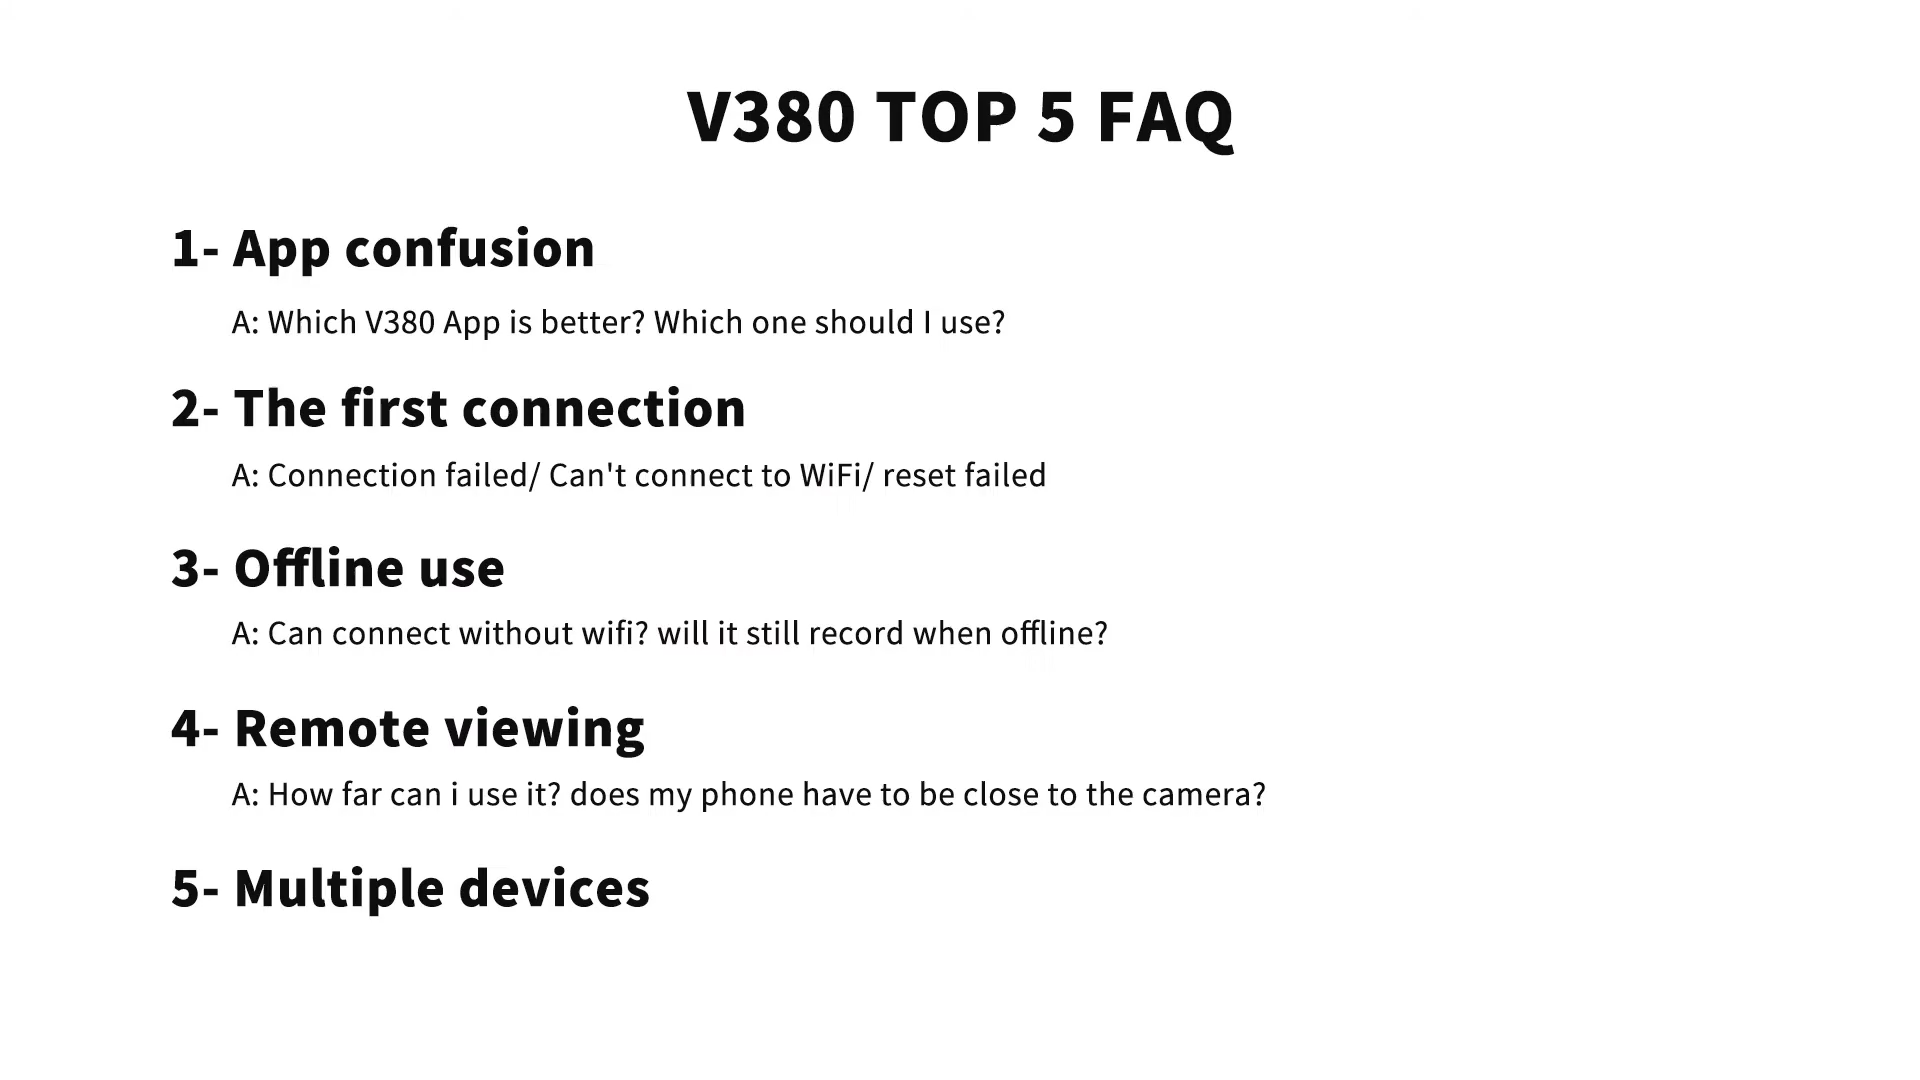 V380 TOP 5 FAQ
1- App confusion
A: Which V380 App is better? Which one should I use?
2- The first connection
A: Connection failed/ Can't connect to WiFi/ reset failed
3- Offline use
A: Can connect without wifi? will it still record when offline?
4- Remote viewing
A: How far can i use it? does my phone have to be close to the camera?
5- Multiple devices